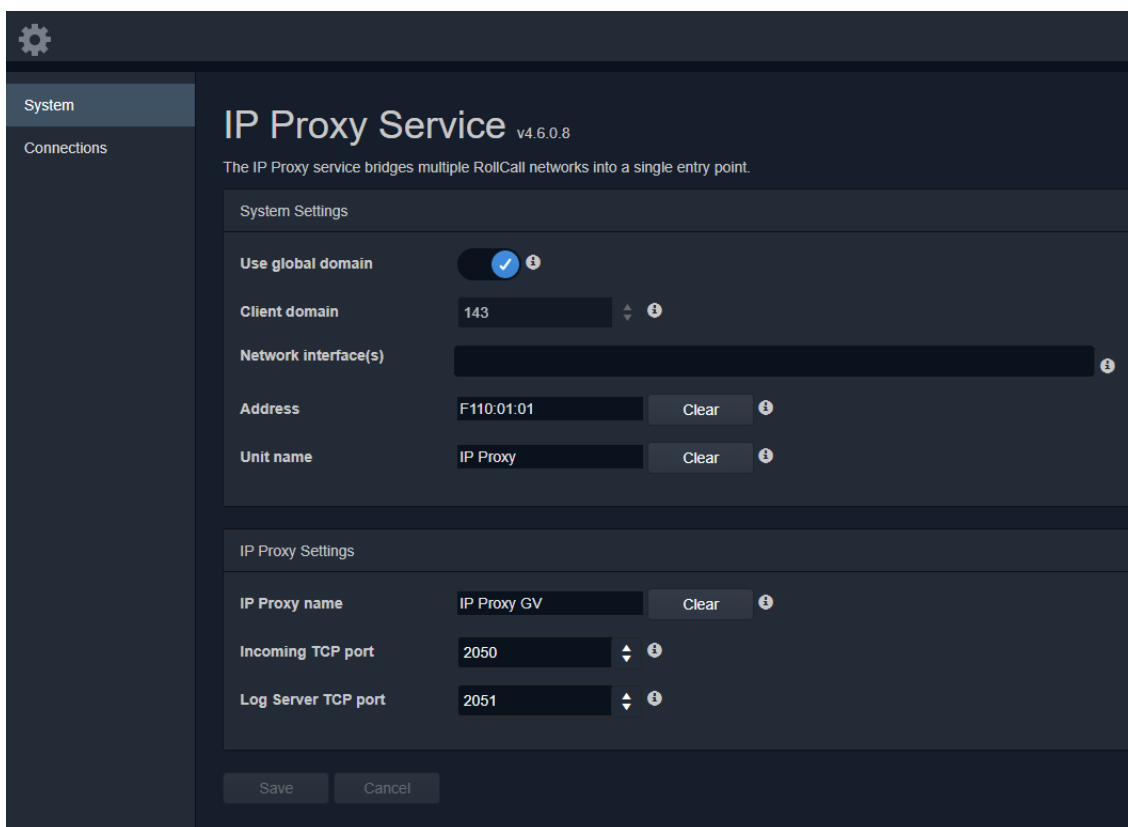 System
Connections
IP Proxy Service v4.6.0.8
The IP Proxy service bridges multiple RollCall networks into a single entry point.
System Settings
Use global domain
Client domain 143
Network interface(s)
Address F110:01:01 Clear
Unit name IP Proxy Clear
IP Proxy Settings
IP Proxy name IP Proxy GV Clear
Incoming TCP port 2050
Log Server TCP port 2051
Save Cancel